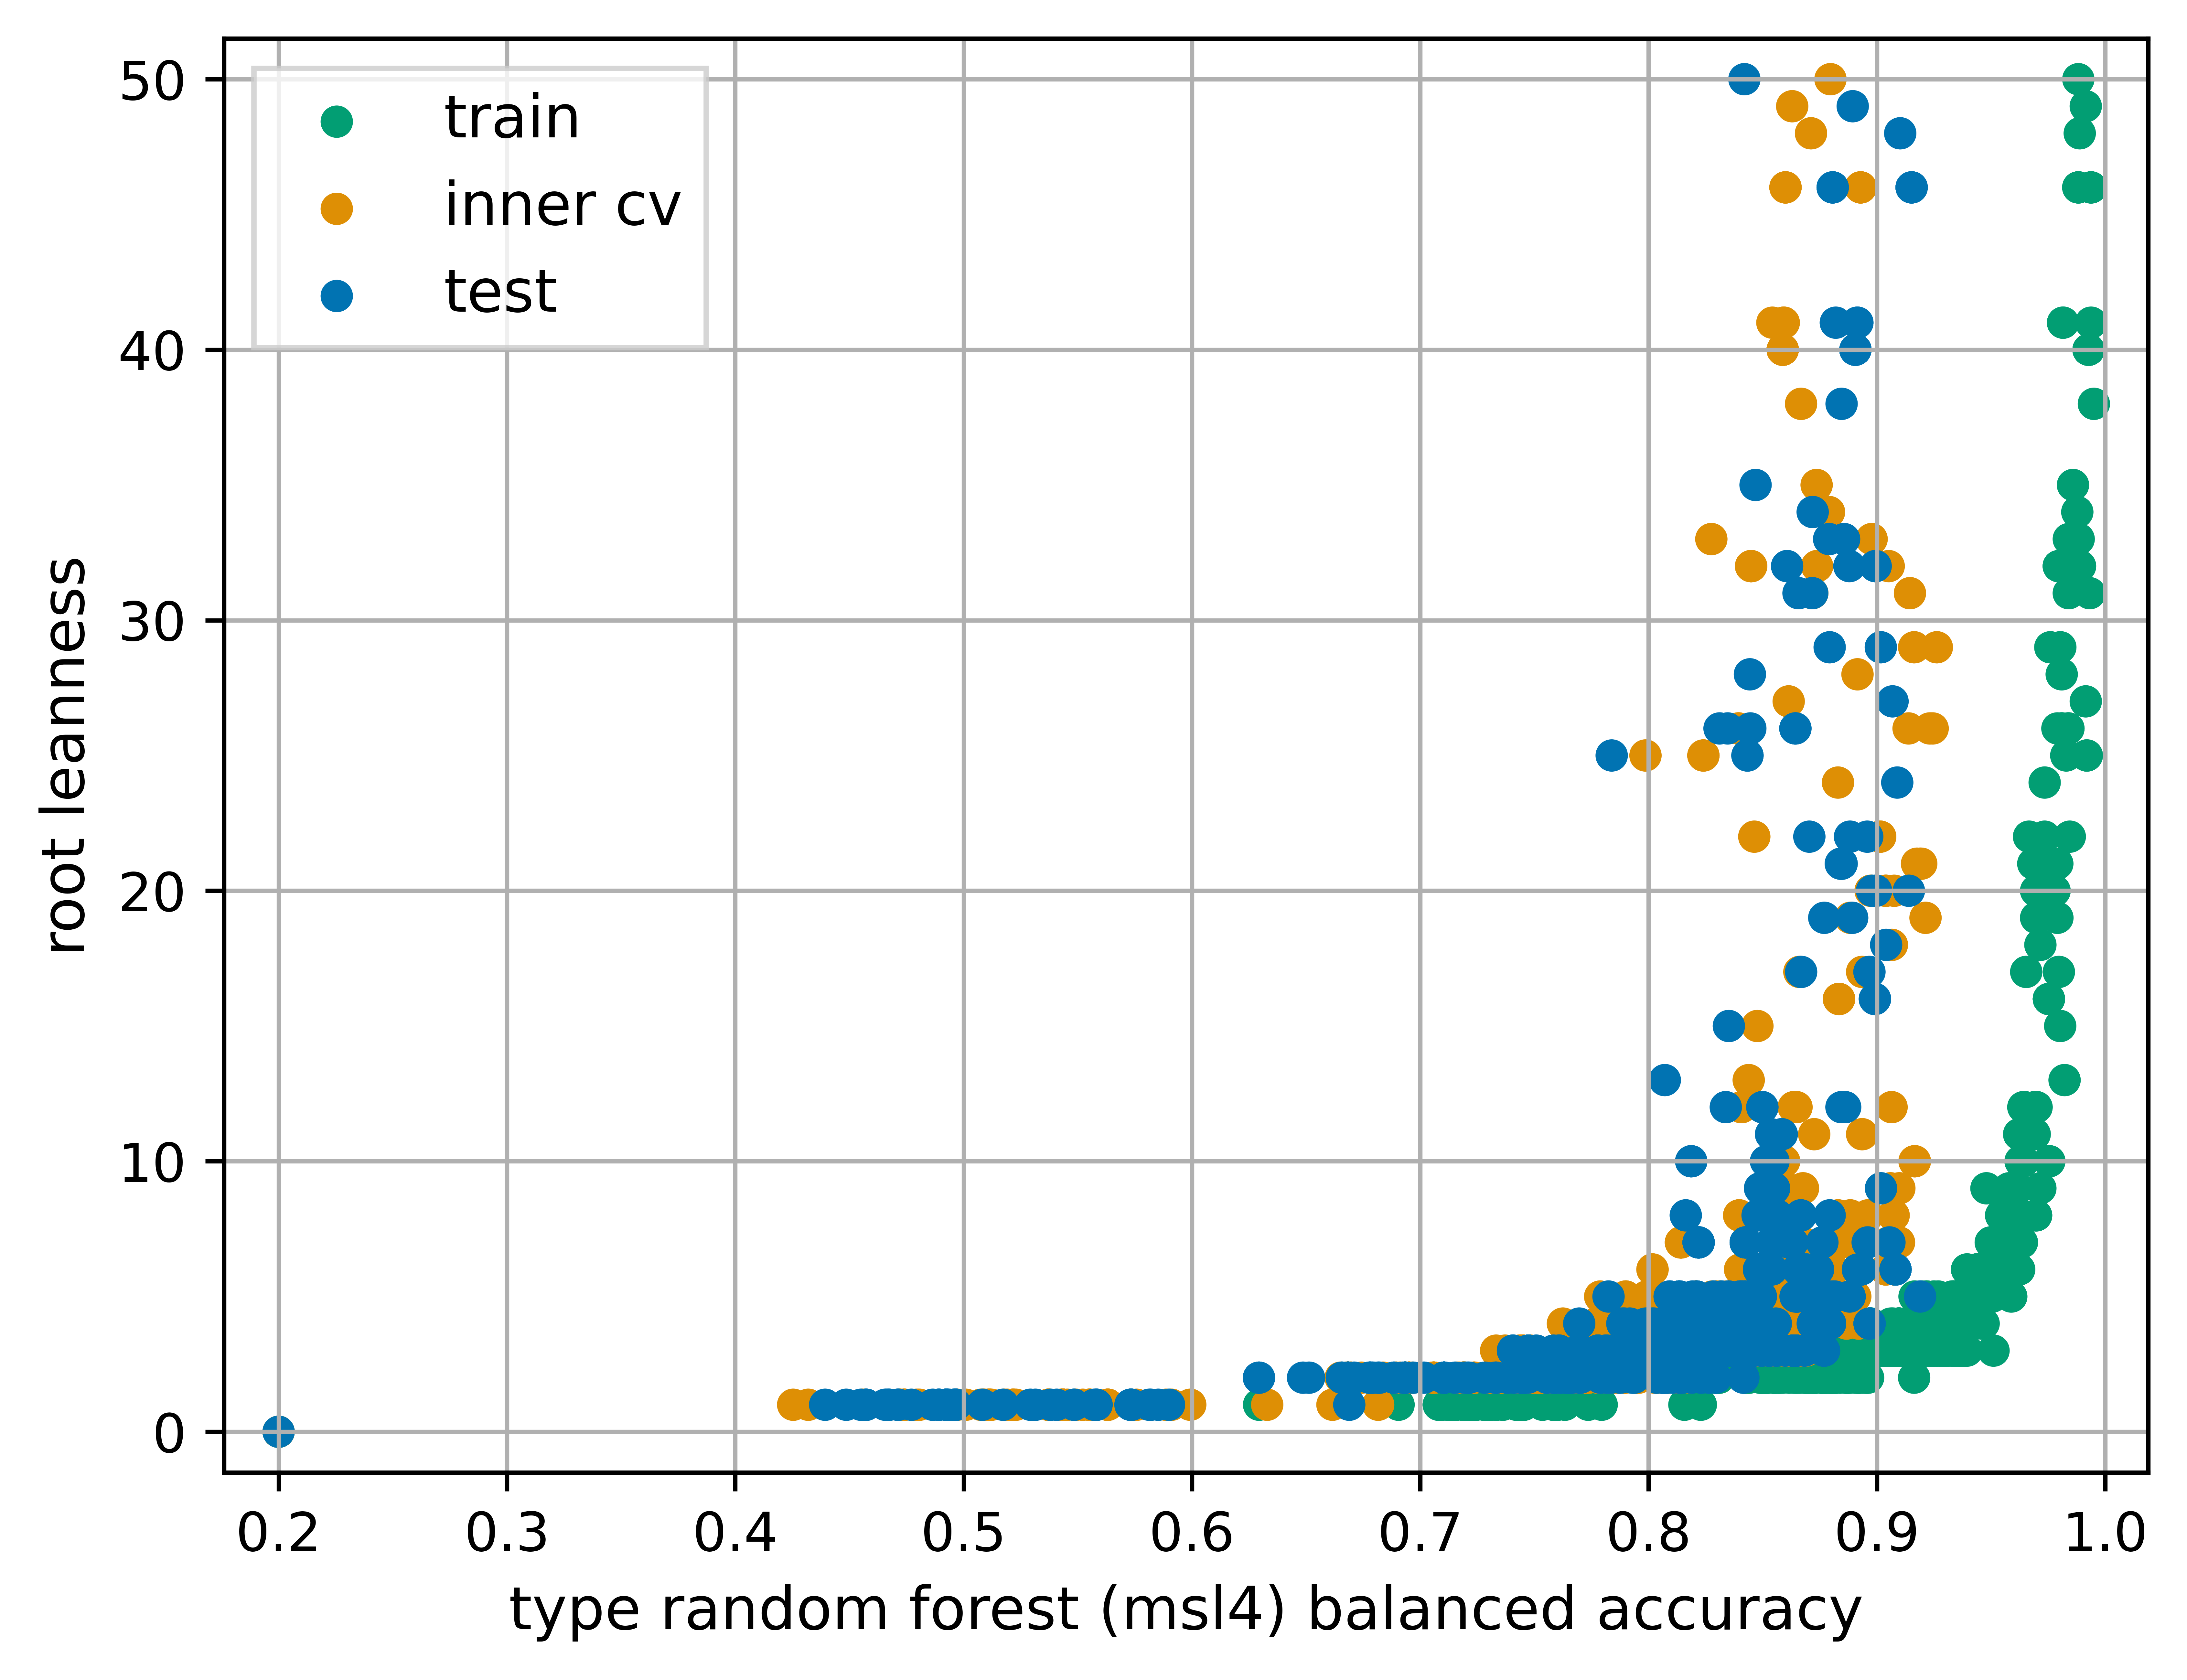 50
40
30
20
10
0
root leanness
train
inner cv
test
0.2 0.3 0.4 0.5 0.6 0.7 0.8 0.9 1.0
type random forest (msl4) balanced accuracy